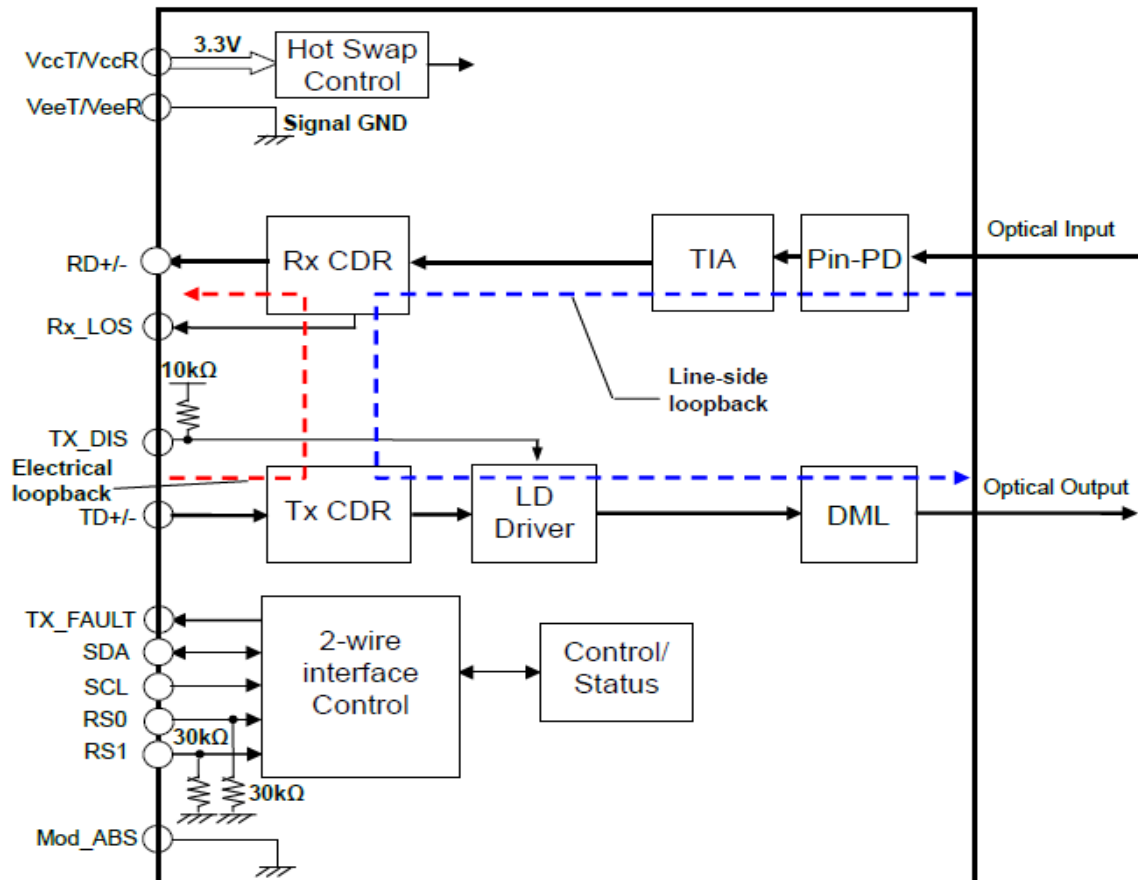 VccT/VccR
3.3V
Hot Swap
Control
VeeT/VeeR
Signal GND
Optical Input
RD+/-
Rx CDR
TIA
Pin-PD
Rx_LOS
10kΩ
Line-side
loopback
TX_DIS
Electrical
loopback
TD+/-
Tx CDR
LD
Driver
DML
Optical Output
TX_FAULT
SDA
SCL
RS0
RS1
30kΩ
30kΩ
2-wire
interface
Control
Control/
Status
Mod_ABS